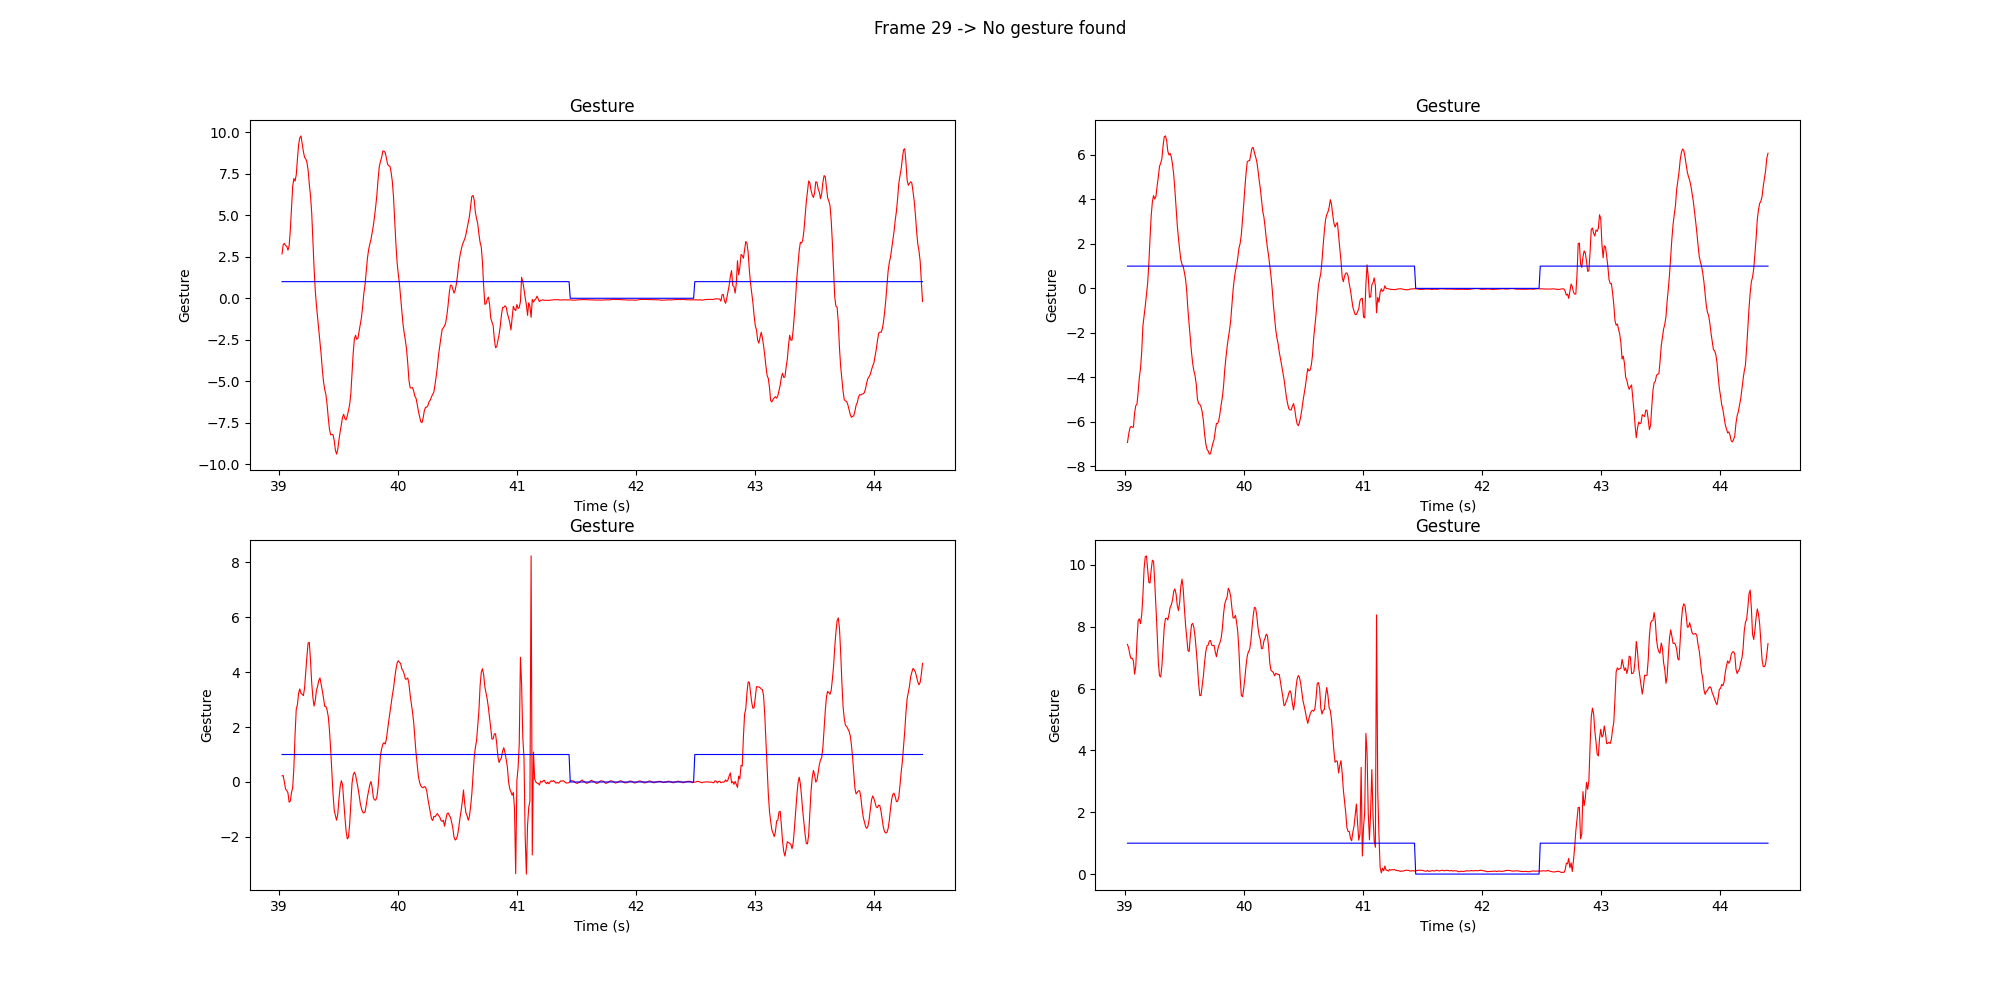 Frame 29 -> No gesture found
Gesture
10.0
7.5
5.0
2.5
0.0
−2.5
−5.0
−7.5
−10.0
Gesture
39 40 41 42 43 44
Time (s)
Gesture
6
4
2
0
−2
−4
−6
−8
Gesture
39 40 41 42 43 44
Time (s)
Gesture
8
6
4
2
0
−2
Gesture
39 40 41 42 43 44
Time (s)
Gesture
10
8
6
4
2
0
Gesture
39 40 41 42 43 44
Time (s)